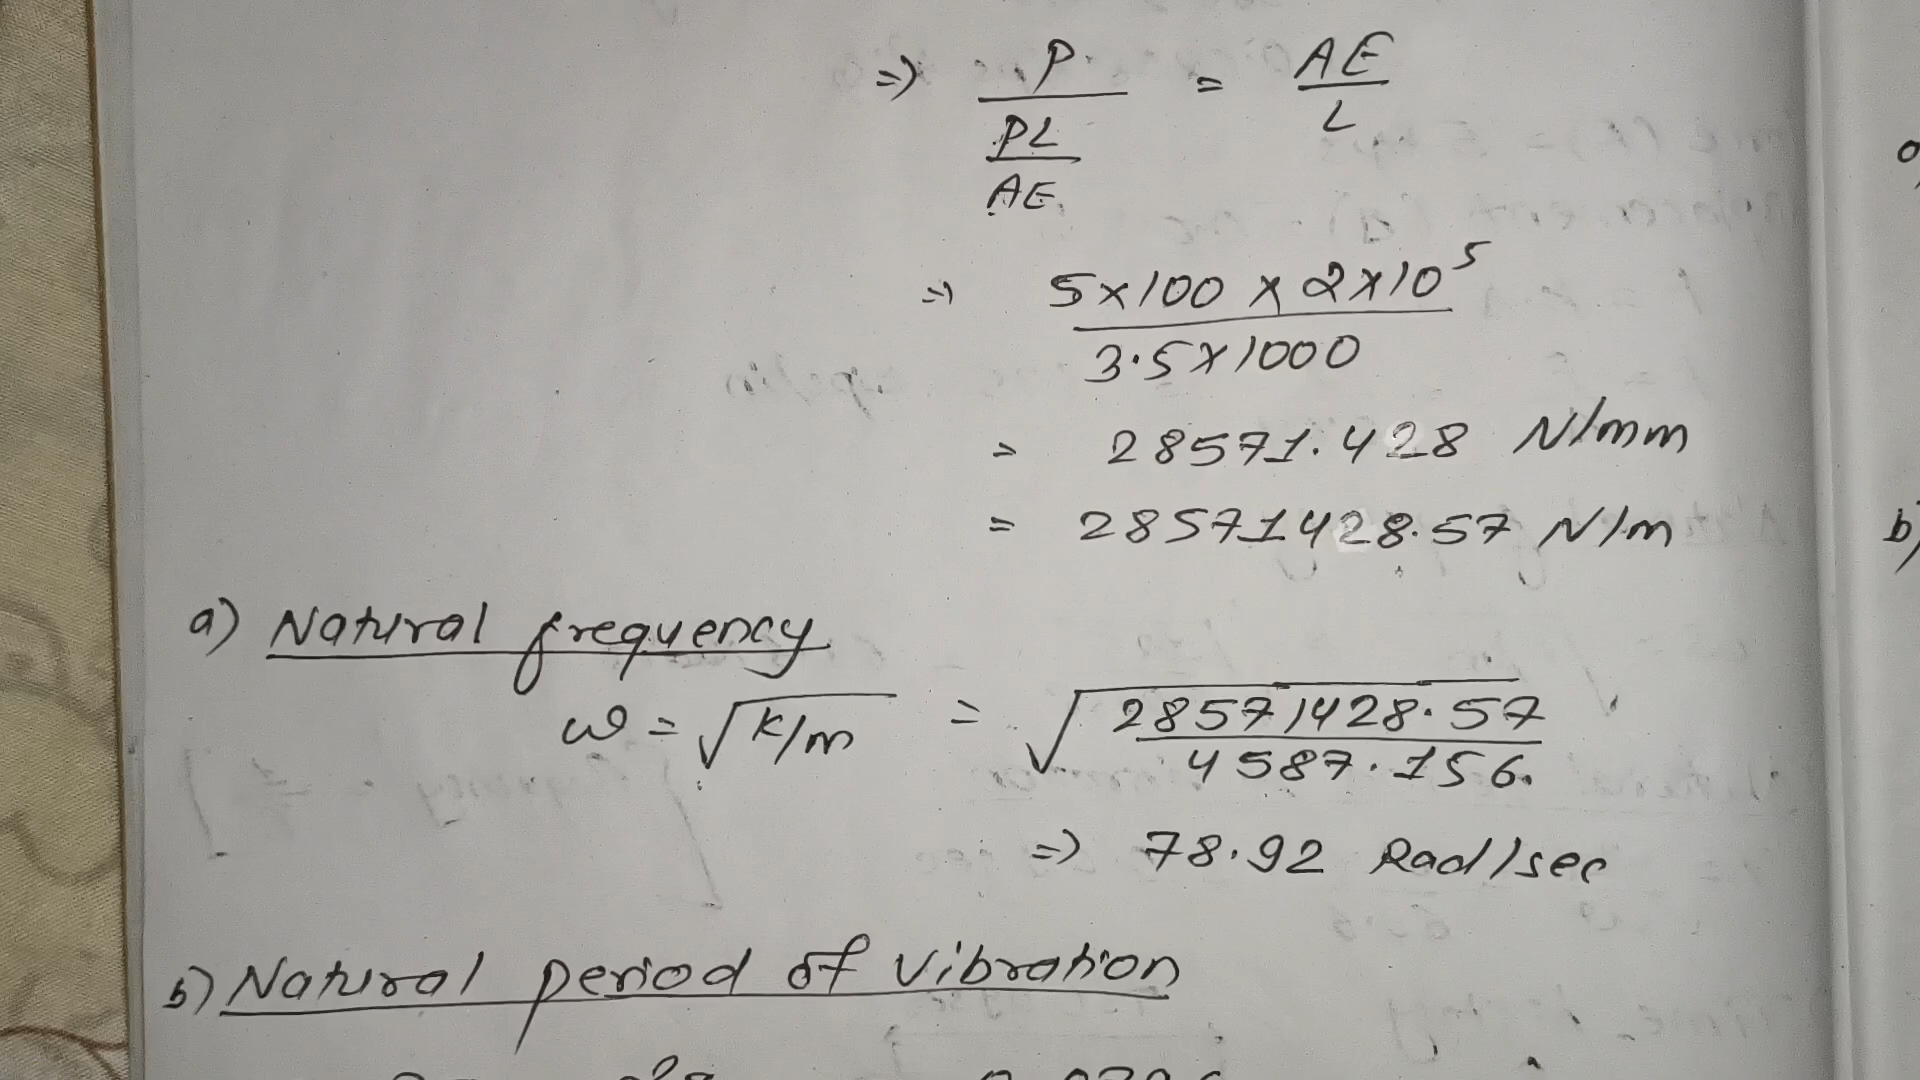 => P / (PL / AE) = AE / L
=> 5×100 × 2×10^5 / 3.5×1000
= 28571.428 N/mm
= 28571428.57 N/m
a) Natural frequency
ω = √k/m = √28571428.57 / 4587.156
=> 78.92 Rad/sec
b) Natural period of vibration
b)